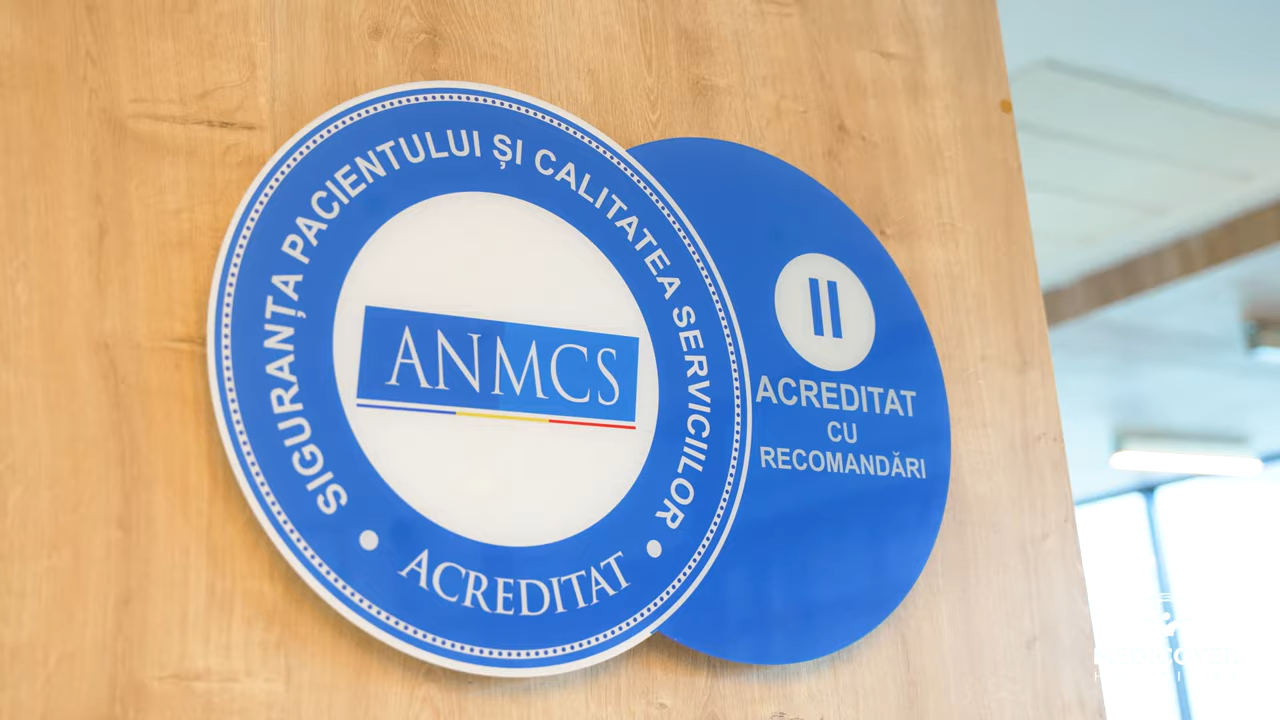 SIGURANȚA PACIENTULUI ȘI CALITATEA SERVICIILOR
ANMCS
• ACREDITAT •
II
ACREDITAT
CU
RECOMANDĂRI